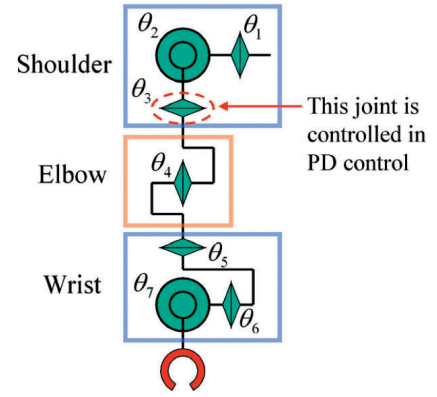 θ2
θ1
Shoulder
θ3
This joint is
controlled in
PD control
θ4
Elbow
θ5
Wrist
θ7
θ6